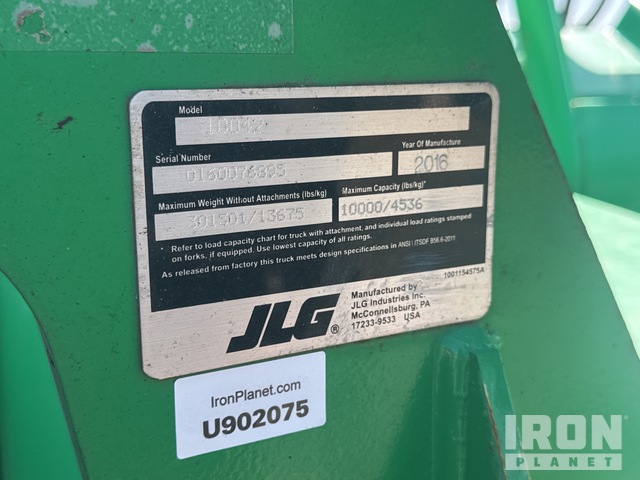 Model
10042
Serial Number
0160076895
Year Of Manufacture
2016
Maximum Weight Without Attachments (lbs/kg)
301501/13675
Maximum Capacity (lbs/kg)*
10000/4536
* Refer to load capacity chart for truck with attachment, and individual load ratings stamped
on forks, if equipped. Use lowest capacity of all ratings.
As released from factory this truck meets design specifications in ANSI \ ITSDF B56.6-2011
1001154575A
JLG®
Manufactured by
JLG Industries Inc.
McConnellsburg, PA
17233-9533 USA
IronPlanet.com
U902075
IRON
PLANET